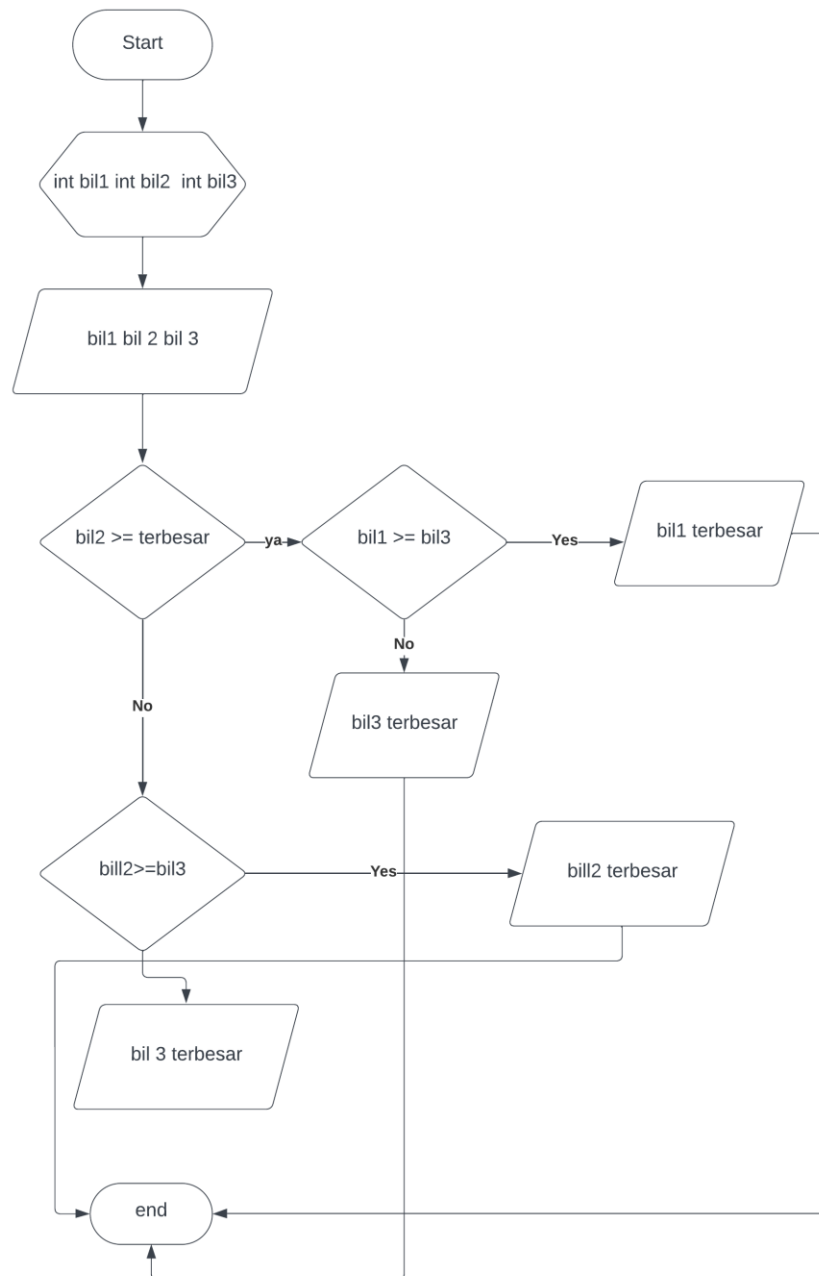 Start
int bil1 int bil2  int bil3
bil1 bil 2 bil 3
bil2 >= terbesar
ya
bil1 >= bil3
Yes
bil1 terbesar
No
bil3 terbesar
No
bill2>=bil3
Yes
bill2 terbesar
bil 3 terbesar
end